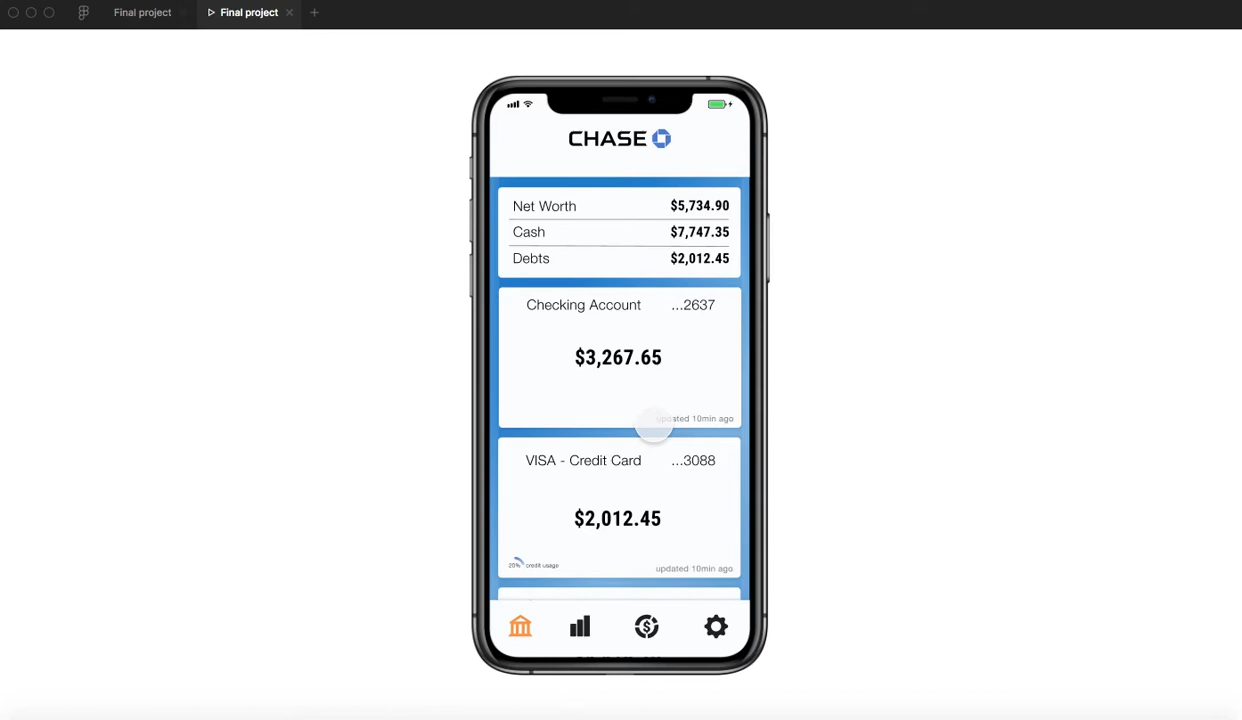 Final project
Final project
CHASE
Net Worth $5,734.90
Cash $7,747.35
Debts $2,012.45
Checking Account ...2637
$3,267.65
updated 10min ago
VISA - Credit Card ...3088
$2,012.45
20% credit usage
updated 10min ago